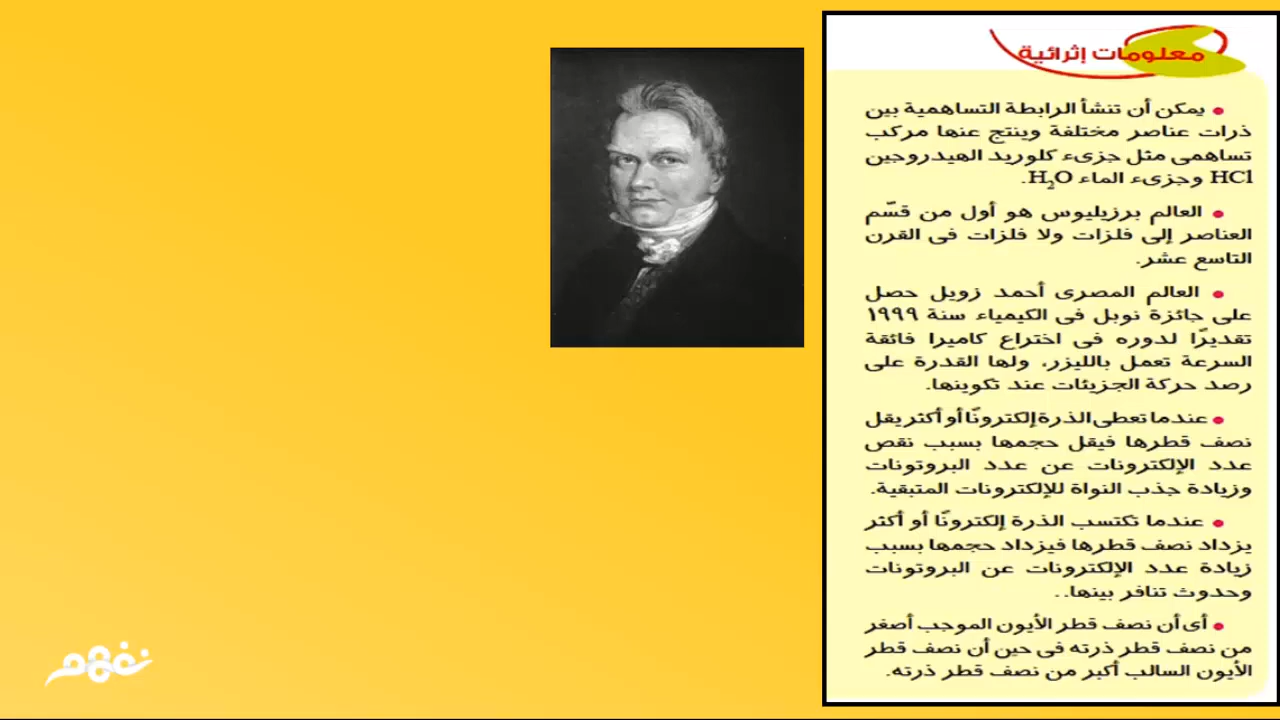 معلومات إثرائية
• يمكن أن تنشأ الرابطة التساهمية بين
ذرات عناصر مختلفة وينتج عنها مركب
تساهمى مثل جزىء كلوريد الهيدروجين
HCl وجزىء الماء H₂O.
• العالم برزيليوس هو أول من قسّم
العناصر إلى فلزات ولا فلزات فى القرن
التاسع عشر.
• العالم المصرى أحمد زويل حصل
على جائزة نوبل فى الكيمياء سنة ١٩٩٩
تقديرًا لدوره فى اختراع كاميرا فائقة
السرعة تعمل بالليزر، ولها القدرة على
رصد حركة الجزيئات عند تكوينها.
• عندما تعطى الذرة إلكترونًا أو أكثر يقل
نصف قطرها فيقل حجمها بسبب نقص
عدد الإلكترونات عن عدد البروتونات
وزيادة جذب النواة للإلكترونات المتبقية.
• عندما تكتسب الذرة إلكترونًا أو أكثر
يزداد نصف قطرها فيزداد حجمها بسبب
زيادة عدد الإلكترونات عن البروتونات
وحدوث تنافر بينها. .
• أى أن نصف قطر الأيون الموجب أصغر
من نصف قطر ذرته فى حين أن نصف قطر
الأيون السالب أكبر من نصف قطر ذرته.
نفهم